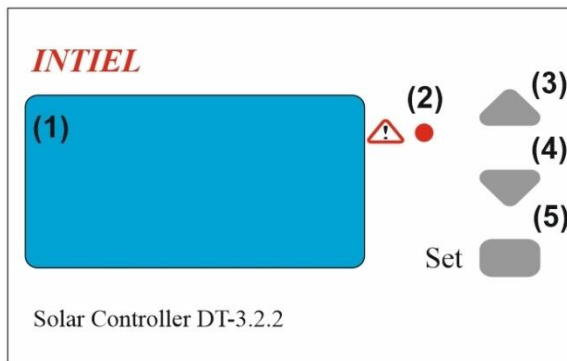 INTIEL
(1)
(2)
(3)
(4)
(5)
Set
Solar Controller DT-3.2.2